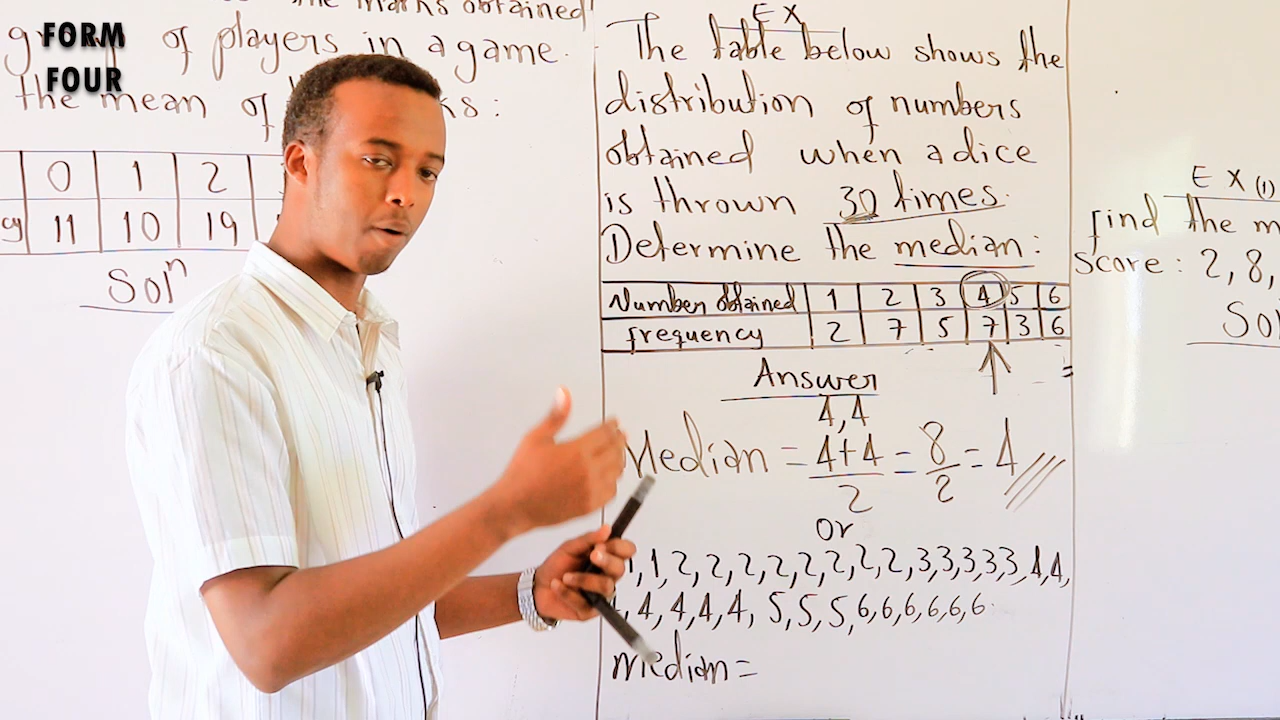 FORM
FOUR
the marks obtained
of players in a game.
the mean of
0 1 2
11 10 19
Solⁿ
EX
The table below shows the
distribution of numbers
obtained when a dice
is thrown 30 times.
Determine the median:
Number obtained 1 2 3 4 5 6
frequency 2 7 5 7 3 6
Answer
4,4
Median = 4+4/2 = 8/2 = 4
Or
1,1,2,2,2,2,2,2,2,2,3,3,3,3,3,4,4,
4,4,4,4,4,5,5,5,6,6,6,6,6,6.
median =
EX (1)
find the
score: 2,8,